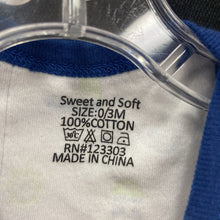 Sweet and Soft
SIZE:0/3M
100%COTTON
RN#123303
MADE IN CHINA